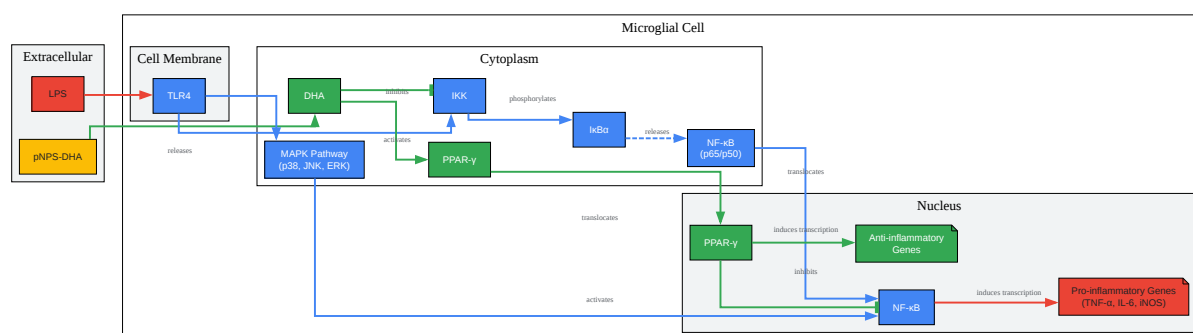 Microglial Cell
Extracellular
Cell Membrane
Cytoplasm
LPS
TLR4
DHA
inhibits
IKK
phosphorylates
IκBα
releases
NF-κB
(p65/p50)
pNPS-DHA
releases
MAPK Pathway
(p38, JNK, ERK)
activates
PPAR-γ
translocates
translocates
Nucleus
PPAR-γ
induces transcription
Anti-inflammatory
Genes
inhibits
activates
NF-κB
induces transcription
Pro-inflammatory Genes
(TNF-α, IL-6, iNOS)